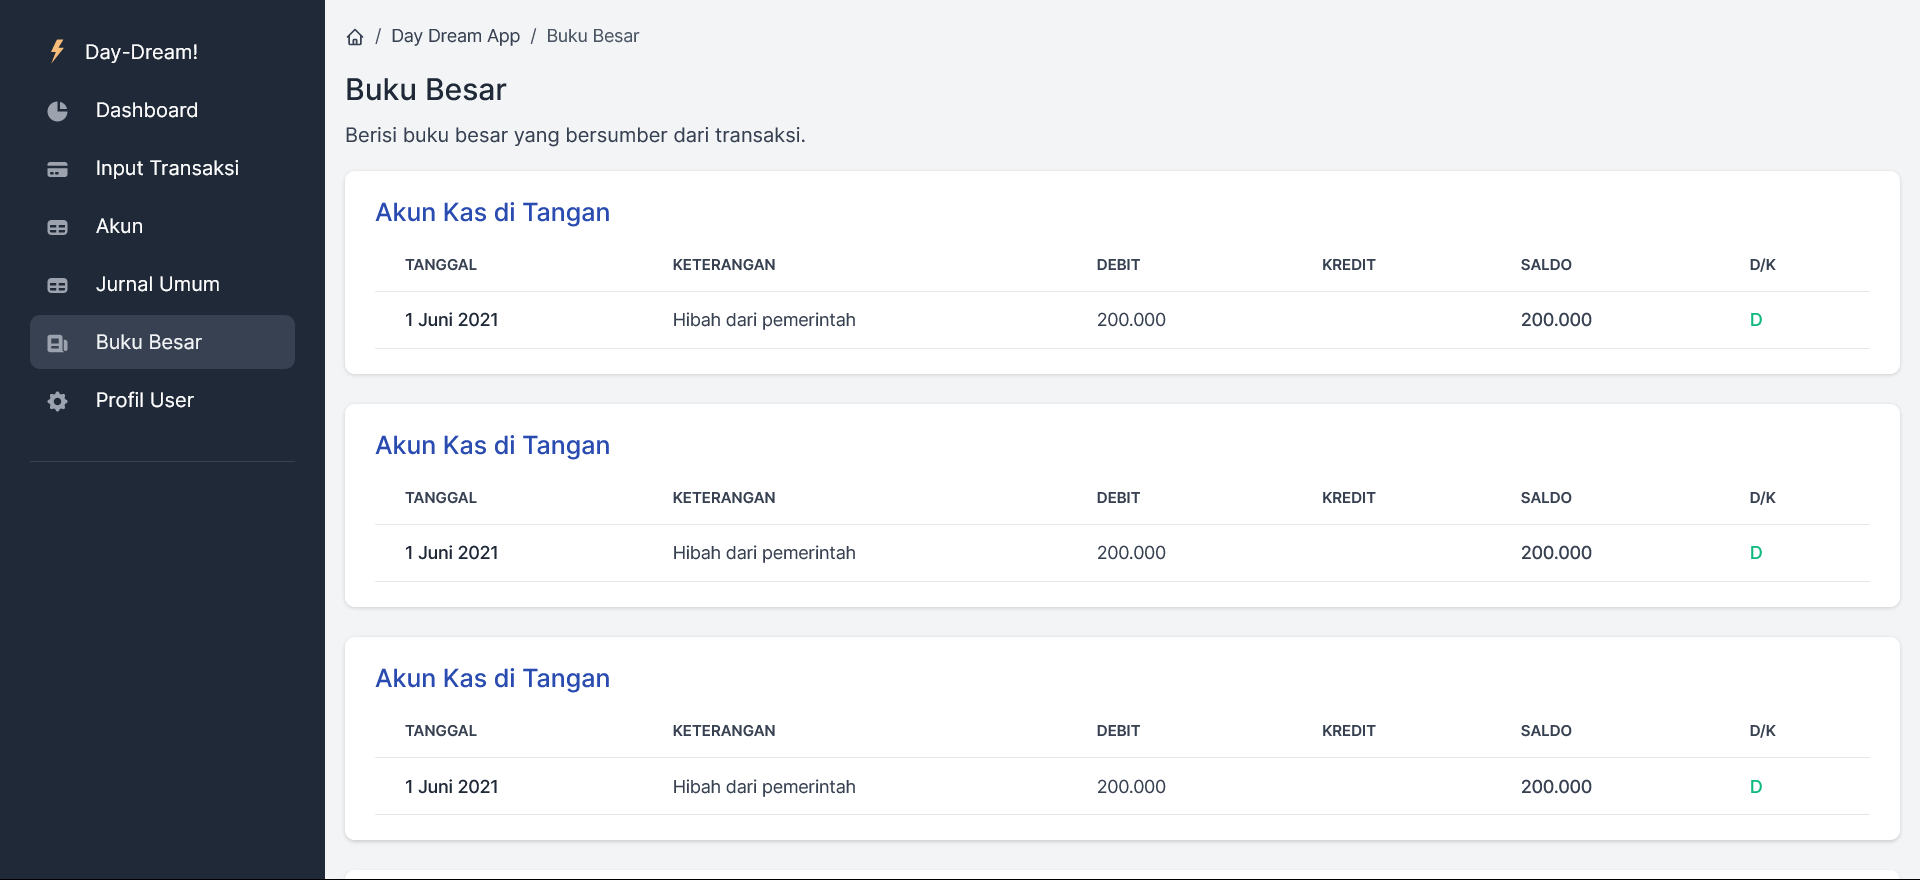 Day-Dream!
Dashboard
Input Transaksi
Akun
Jurnal Umum
Buku Besar
Profil User
/ Day Dream App / Buku Besar
Buku Besar
Berisi buku besar yang bersumber dari transaksi.
Akun Kas di Tangan
TANGGAL KETERANGAN DEBIT KREDIT SALDO D/K
1 Juni 2021 Hibah dari pemerintah 200.000 200.000 D
Akun Kas di Tangan
TANGGAL KETERANGAN DEBIT KREDIT SALDO D/K
1 Juni 2021 Hibah dari pemerintah 200.000 200.000 D
Akun Kas di Tangan
TANGGAL KETERANGAN DEBIT KREDIT SALDO D/K
1 Juni 2021 Hibah dari pemerintah 200.000 200.000 D